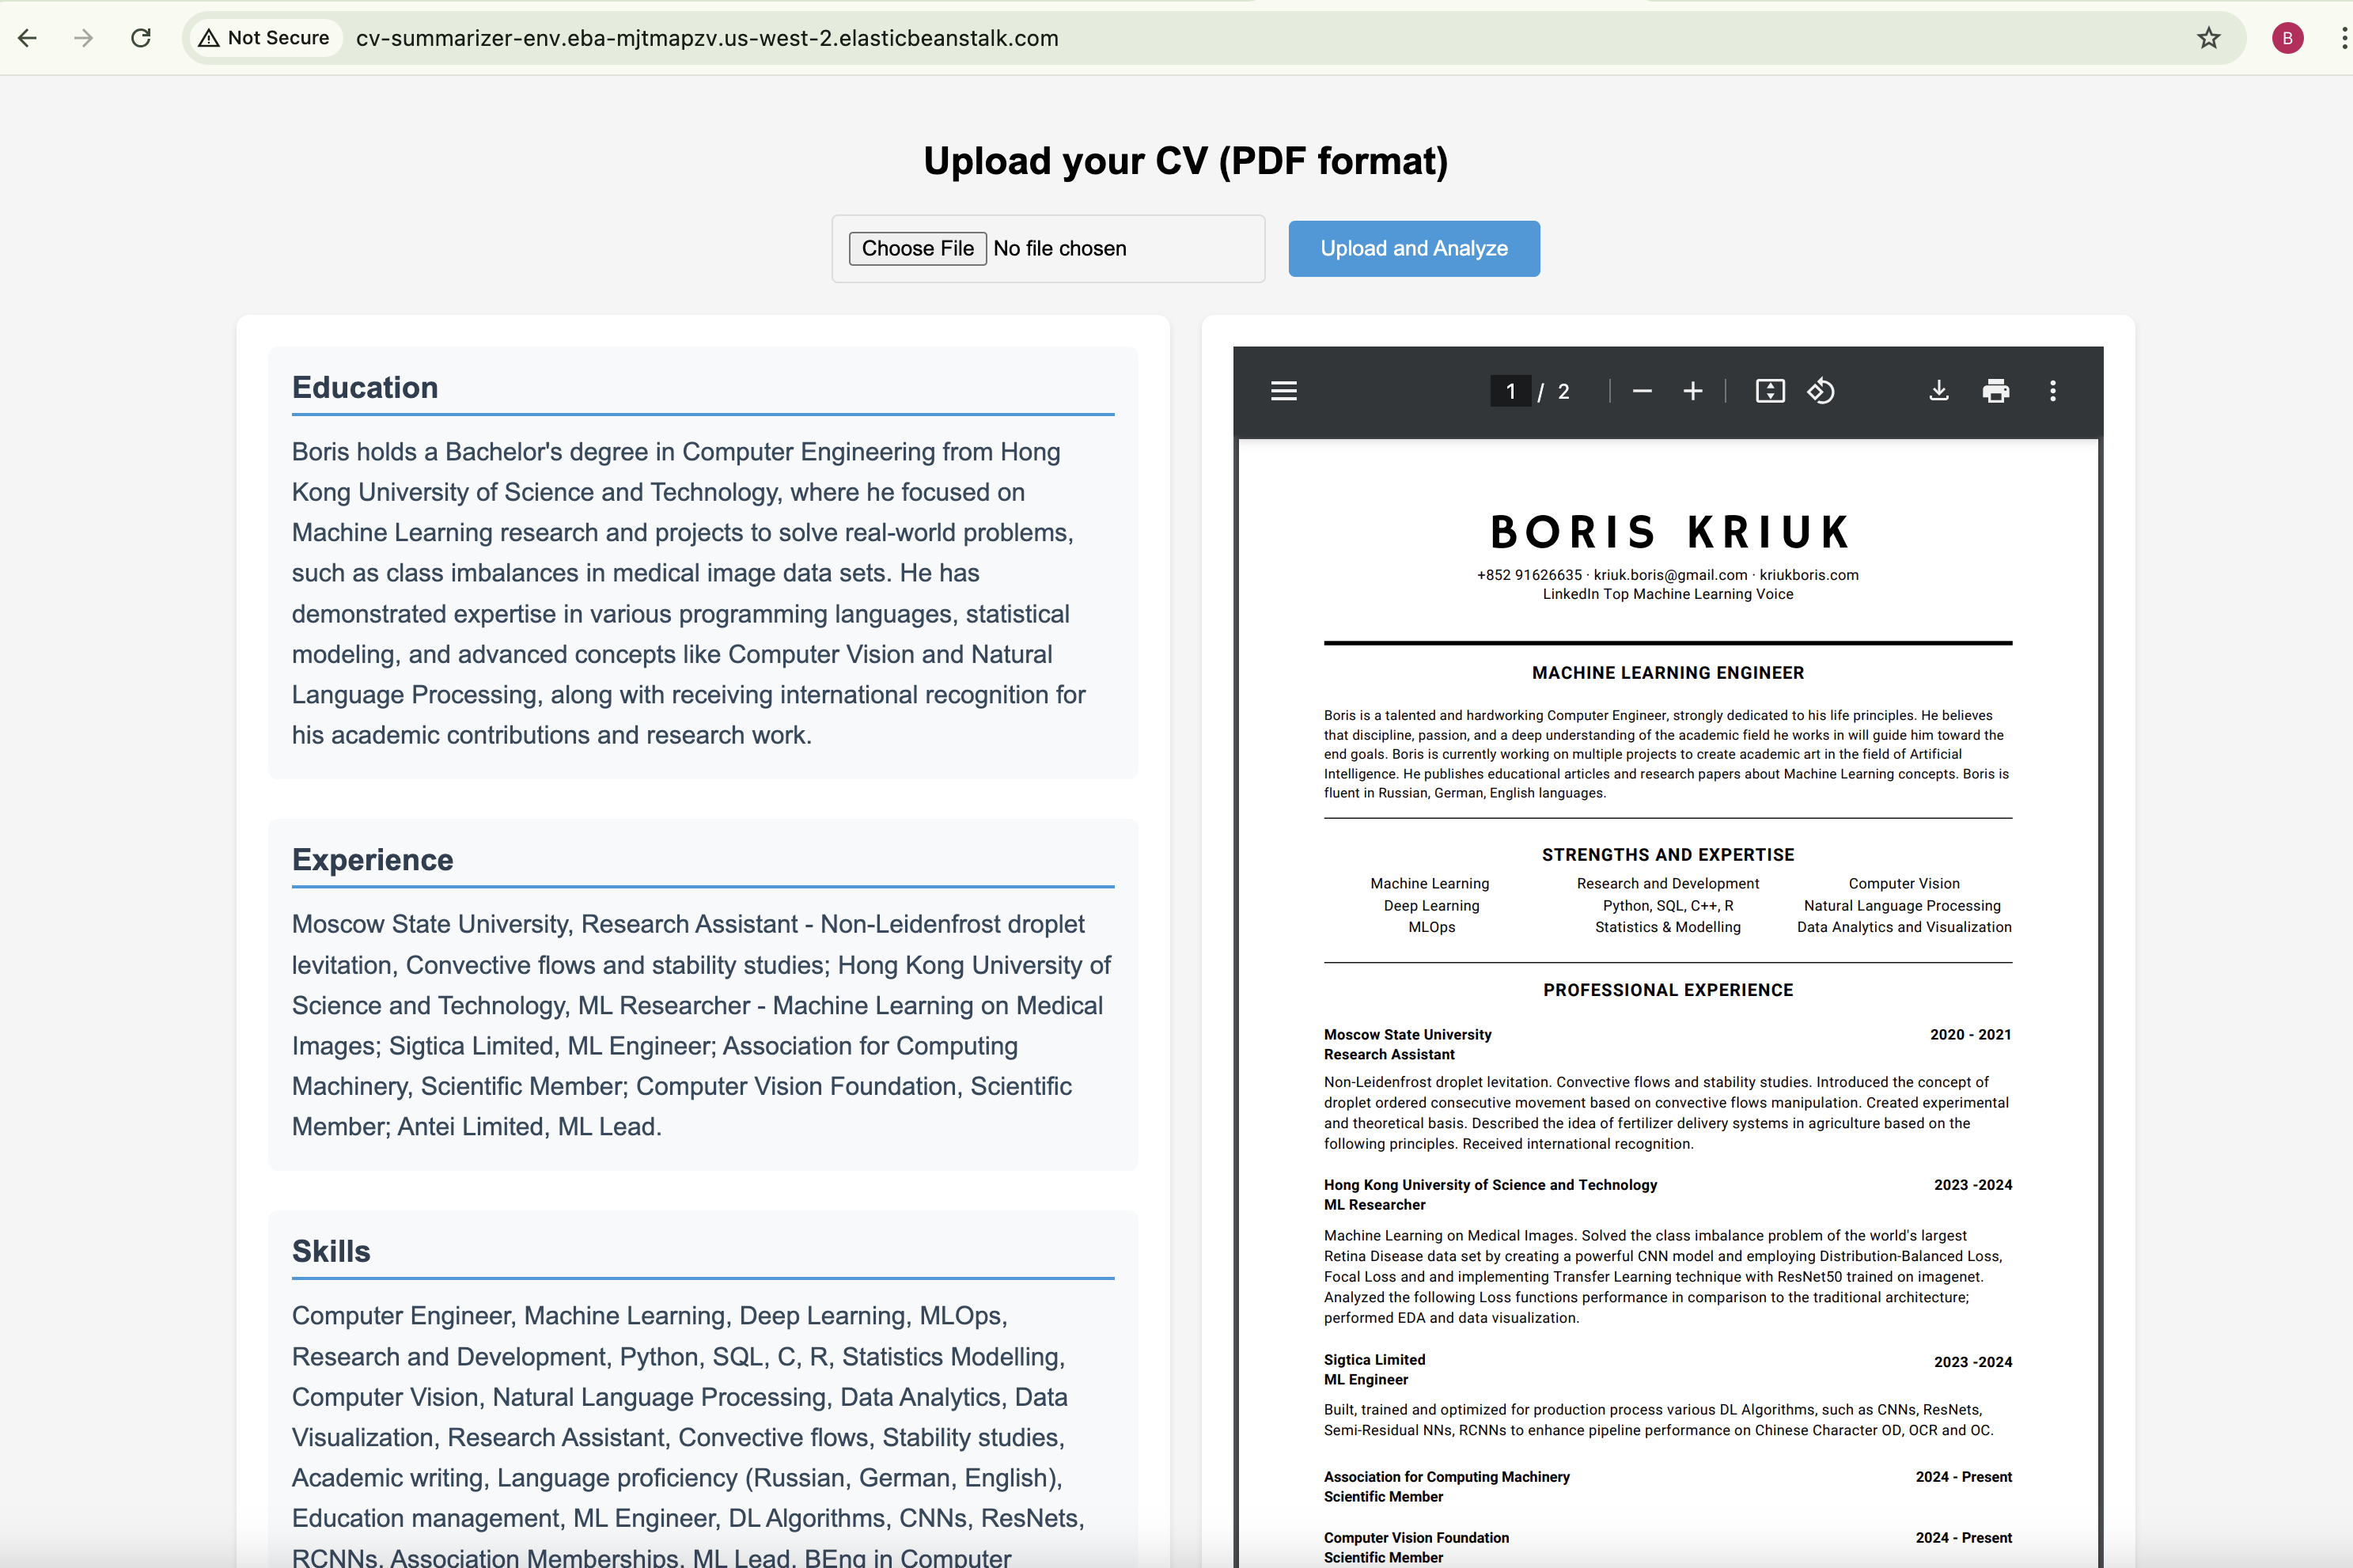 Not Secure
cv-summarizer-env.eba-mjtmapzv.us-west-2.elasticbeanstalk.com
B
Upload your CV (PDF format)
Choose File No file chosen
Upload and Analyze
Education
Boris holds a Bachelor's degree in Computer Engineering from Hong
Kong University of Science and Technology, where he focused on
Machine Learning research and projects to solve real-world problems,
such as class imbalances in medical image data sets. He has
demonstrated expertise in various programming languages, statistical
modeling, and advanced concepts like Computer Vision and Natural
Language Processing, along with receiving international recognition for
his academic contributions and research work.
Experience
Moscow State University, Research Assistant - Non-Leidenfrost droplet
levitation, Convective flows and stability studies; Hong Kong University of
Science and Technology, ML Researcher - Machine Learning on Medical
Images; Sigtica Limited, ML Engineer; Association for Computing
Machinery, Scientific Member; Computer Vision Foundation, Scientific
Member; Antei Limited, ML Lead.
Skills
Computer Engineer, Machine Learning, Deep Learning, MLOps,
Research and Development, Python, SQL, C, R, Statistics Modelling,
Computer Vision, Natural Language Processing, Data Analytics, Data
Visualization, Research Assistant, Convective flows, Stability studies,
Academic writing, Language proficiency (Russian, German, English),
Education management, ML Engineer, DL Algorithms, CNNs, ResNets,
RCNNs, Association Memberships, ML Lead, BEng in Computer
1 / 2
BORIS KRIUK
+852 91626635 · kriuk.boris@gmail.com · kriukboris.com
LinkedIn Top Machine Learning Voice
MACHINE LEARNING ENGINEER
Boris is a talented and hardworking Computer Engineer, strongly dedicated to his life principles. He believes
that discipline, passion, and a deep understanding of the academic field he works in will guide him toward the
end goals. Boris is currently working on multiple projects to create academic art in the field of Artificial
Intelligence. He publishes educational articles and research papers about Machine Learning concepts. Boris is
fluent in Russian, German, English languages.
STRENGTHS AND EXPERTISE
Machine Learning Research and Development Computer Vision
Deep Learning Python, SQL, C++, R Natural Language Processing
MLOps Statistics & Modelling Data Analytics and Visualization
PROFESSIONAL EXPERIENCE
Moscow State University 2020 - 2021
Research Assistant
Non-Leidenfrost droplet levitation. Convective flows and stability studies. Introduced the concept of
droplet ordered consecutive movement based on convective flows manipulation. Created experimental
and theoretical basis. Described the idea of fertilizer delivery systems in agriculture based on the
following principles. Received international recognition.
Hong Kong University of Science and Technology 2023 -2024
ML Researcher
Machine Learning on Medical Images. Solved the class imbalance problem of the world's largest
Retina Disease data set by creating a powerful CNN model and employing Distribution-Balanced Loss,
Focal Loss and and implementing Transfer Learning technique with ResNet50 trained on imagenet.
Analyzed the following Loss functions performance in comparison to the traditional architecture;
performed EDA and data visualization.
Sigtica Limited 2023 -2024
ML Engineer
Built, trained and optimized for production process various DL Algorithms, such as CNNs, ResNets,
Semi-Residual NNs, RCNNs to enhance pipeline performance on Chinese Character OD, OCR and OC.
Association for Computing Machinery 2024 - Present
Scientific Member
Computer Vision Foundation 2024 - Present
Scientific Member